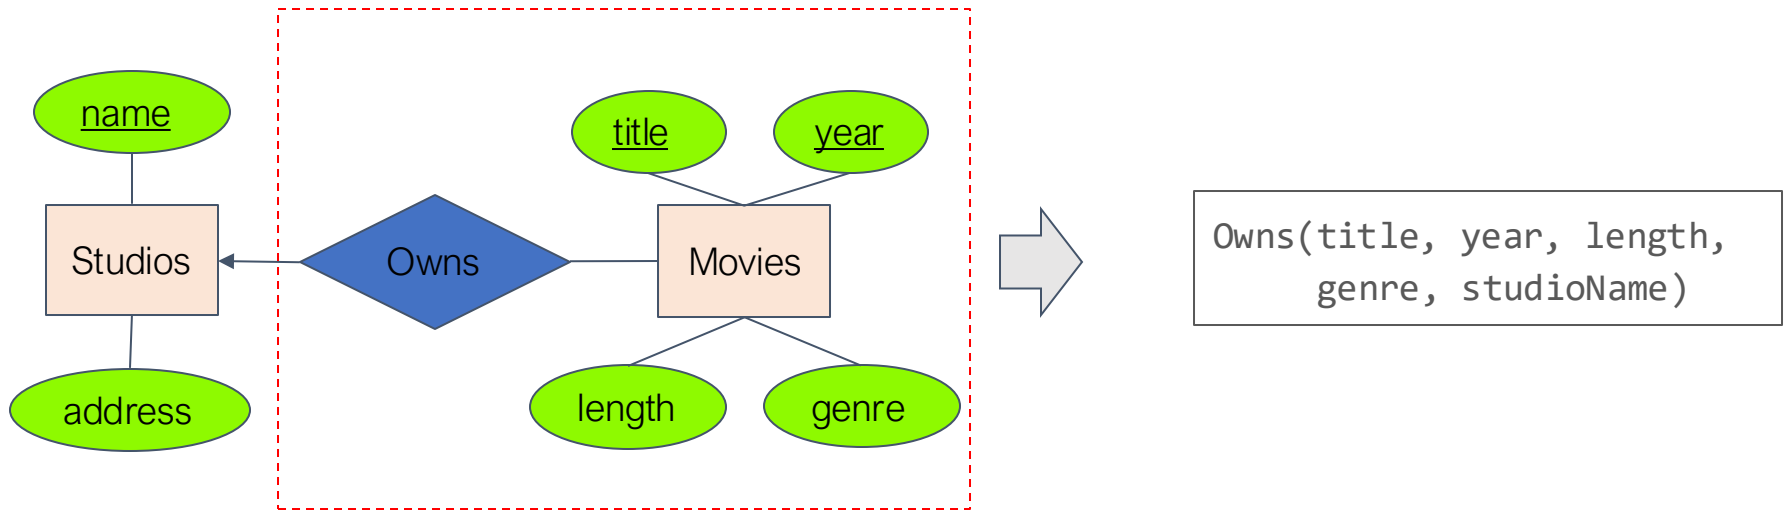 name
title
year
Studios
Owns
Movies
address
length
genre
Owns(title, year, length,
genre, studioName)